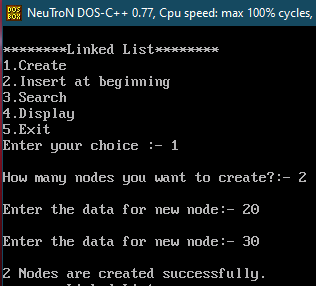 DOS BOX
NeuTroN DOS-C++ 0.77, Cpu speed: max 100% cycles,
********Linked List********
1.Create
2.Insert at beginning
3.Search
4.Display
5.Exit
Enter your choice :- 1
How many nodes you want to create?:- 2
Enter the data for new node:- 20
Enter the data for new node:- 30
2 Nodes are created successfully.